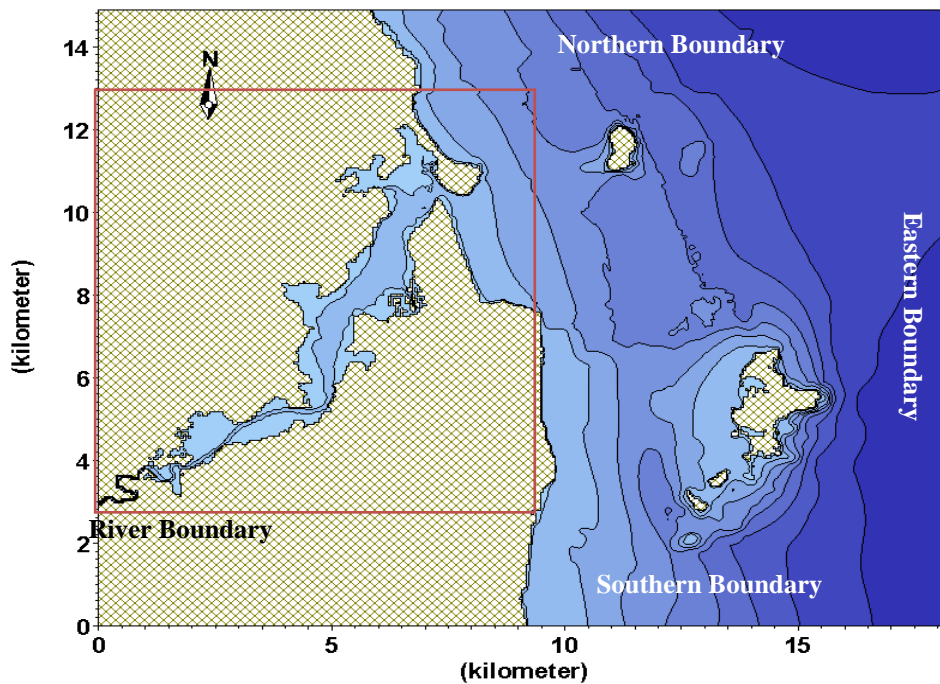 14
Northern Boundary
N
12
10
(kilometer)
8
Eastern Boundary
6
4
River Boundary
2
Southern Boundary
0
0 5 10 15
(kilometer)